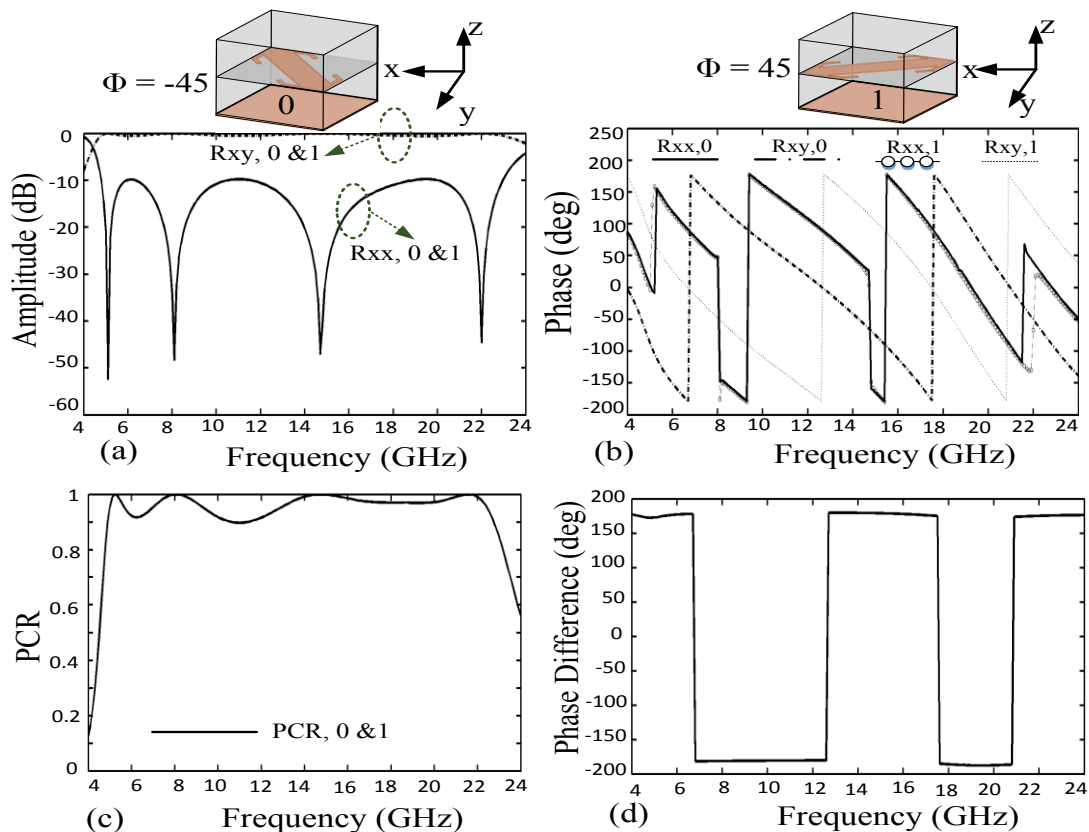 Φ = -45
z
x
y
0
Φ = 45
z
x
y
1
Amplitude (dB)
0
-10
-20
-30
-40
-50
-60
Rxy, 0 &1
Rxx, 0 &1
4 6 8 10 12 14 16 18 20 22 24
(a) Frequency (GHz)
Phase (deg)
250
200
150
100
50
0
-50
-100
-150
-200
Rxx,0 Rxy,0 Rxx,1 Rxy,1
4 6 8 10 12 14 16 18 20 22 24
(b) Frequency (GHz)
PCR
1
0.8
0.6
0.4
0.2
0
PCR, 0 &1
4 6 8 10 12 14 16 18 20 22 24
(c) Frequency (GHz)
Phase Difference (deg)
200
150
100
50
0
-50
-100
-150
-200
4 6 8 10 12 14 16 18 20 22 24
Frequency (GHz) (d)